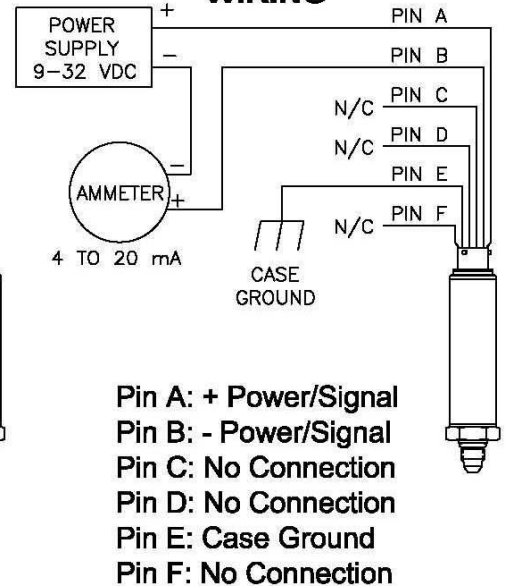 WIRING
POWER
SUPPLY
9-32 VDC
+
-
PIN A
PIN B
N/C PIN C
N/C PIN D
PIN E
N/C PIN F
-
AMMETER
+
4 TO 20 mA
CASE
GROUND
Pin A: + Power/Signal
Pin B: - Power/Signal
Pin C: No Connection
Pin D: No Connection
Pin E: Case Ground
Pin F: No Connection